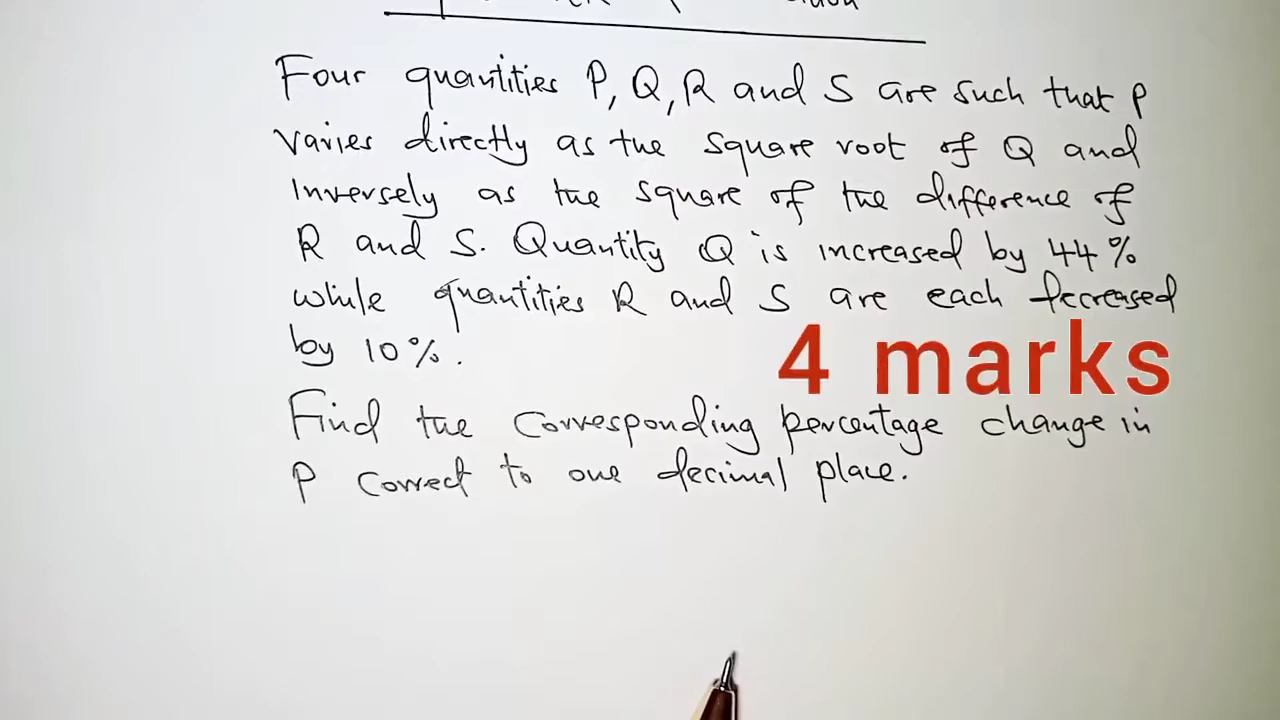 Four quantities P, Q, R and S are such that P
varies directly as the square root of Q and
Inversely as the square of the difference of
R and S. Quantity Q is increased by 44%
while quantities R and S are each decreased
by 10%.
4 marks
Find the corresponding percentage change in
P correct to one decimal place.